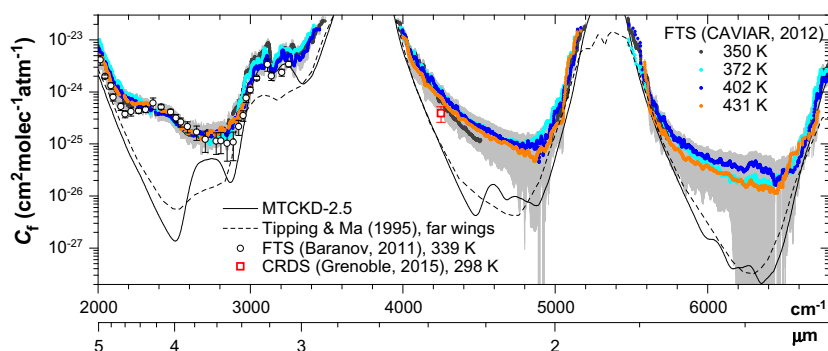 C_f (cm²molec⁻¹atm⁻¹)
10⁻²³
10⁻²⁴
10⁻²⁵
10⁻²⁶
10⁻²⁷
FTS (CAVIAR, 2012)
350 K
372 K
402 K
431 K
MTCKD-2.5
Tipping & Ma (1995), far wings
FTS (Baranov, 2011), 339 K
CRDS (Grenoble, 2015), 298 K
2000 3000 4000 5000 6000 cm⁻¹
5 4 3 2 μm